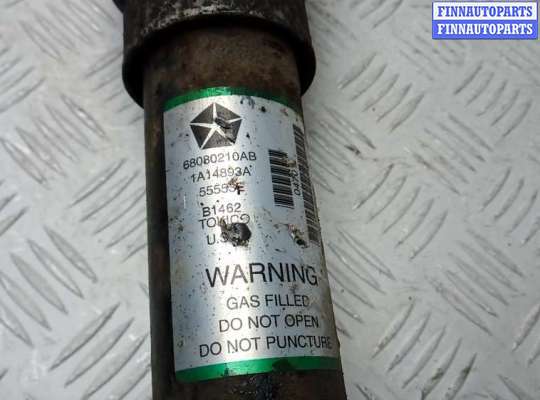 FINNAUTOPARTS
FINNAUTOPARTS
68080210AB
1A14893A
B1462
TOKICO
WARNING
GAS FILLED
DO NOT OPEN
DO NOT PUNCTURE